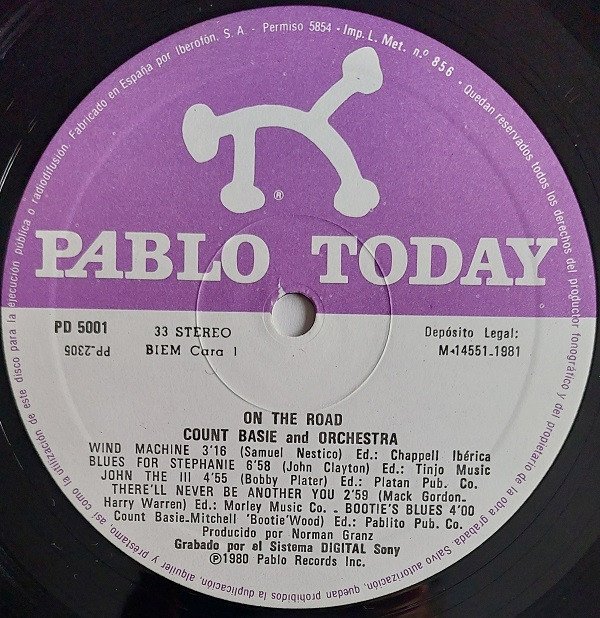 Fabricado en España por Iberofón, S. A. - Permiso 5854 - Imp. L. Met. n.º 856 - Quedan reservados todos los derechos del productor fonográfico y del propietario de la obra grabada. Salvo autorización, quedan prohibidos la duplicación, alquiler y préstamo, así como la utilización de este disco para la ejecución pública o radiodifusión.
®
PABLO TODAY
PD 5001
33 STEREO
Depósito Legal:
PP-2305
BIEM Cara 1
M-14551-1981
ON THE ROAD
COUNT BASIE and ORCHESTRA
WIND MACHINE 3'16 (Samuel Nestico) Ed.: Chappell Ibérica
BLUES FOR STEPHANIE 6'58 (John Clayton) Ed.: Tinjo Music
JOHN THE III 4'55 (Bobby Plater) Ed.: Platan Pub. Co.
THERE'LL NEVER BE ANOTHER YOU 2'59 (Mack Gordon-
Harry Warren) Ed.: Morley Music Co. - BOOTIE'S BLUES 4'00
Count Basie-Mitchell 'Bootie'Wood) Ed.: Pablito Pub. Co.
Producido por Norman Granz
Grabado por el Sistema DIGITAL Sony
℗1980 Pablo Records Inc.